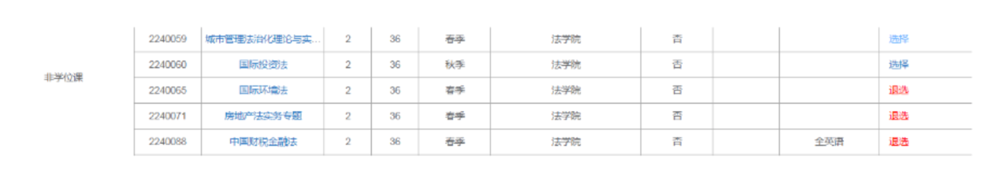 2240059 城市管理法治化理论与实... 2 36 春季 法学院 否 选择
2240060 国际投资法 2 36 秋季 法学院 否 选择
非学位课
2240065 国际环境法 2 36 春季 法学院 否 退选
2240071 房地产法实务专题 2 36 春季 法学院 否 退选
2240088 中国财税金融法 2 36 春季 法学院 否 全英语 退选